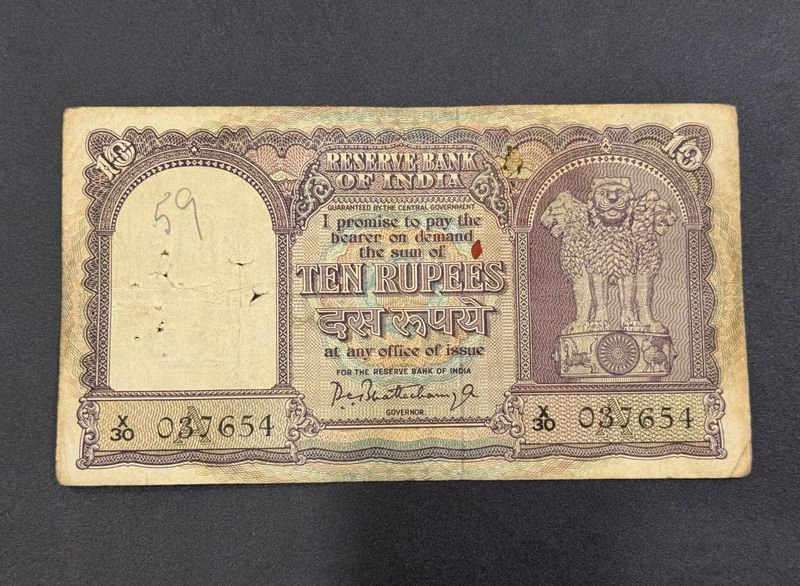 10
10
RESERVE BANK
OF INDIA
GUARANTEED BY THE CENTRAL GOVERNMENT
I promise to pay the
bearer on demand
the sum of
TEN RUPEES
दस रूपये
at any office of issue
FOR THE RESERVE BANK OF INDIA
P. C. Bhattacharyya
GOVERNOR.
59
X/30 037654
A
X/30 037654
A